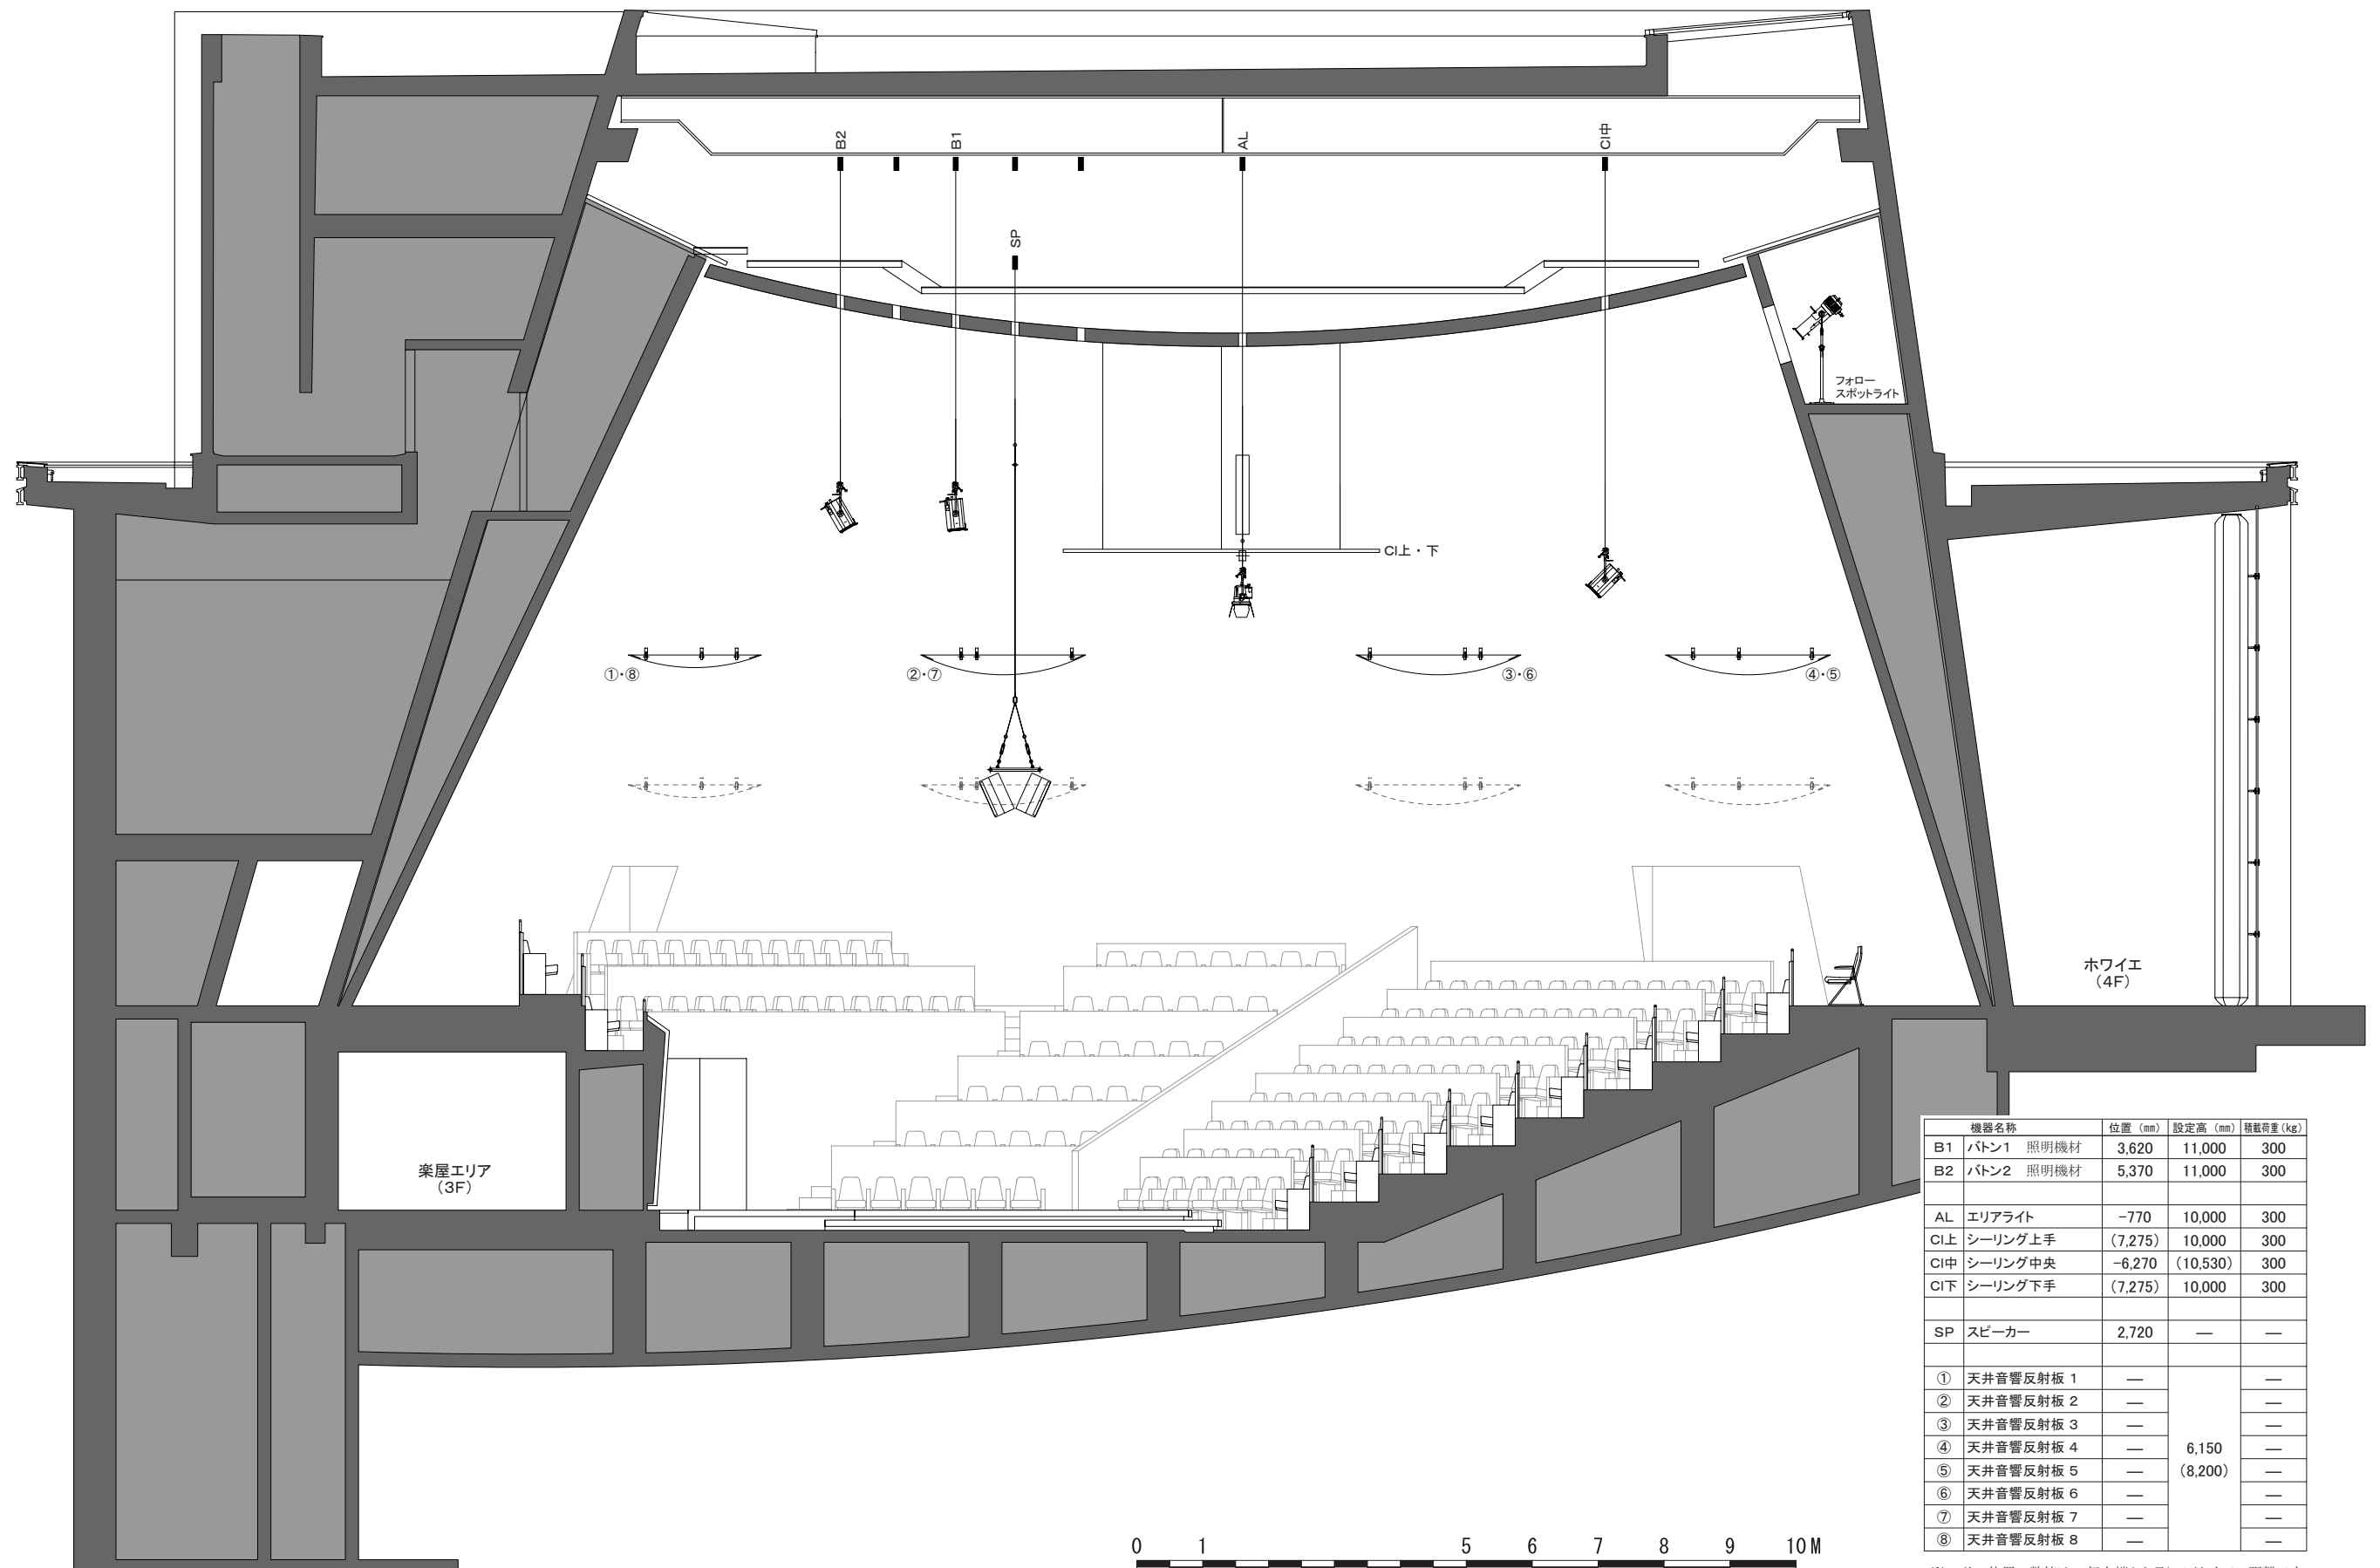 B2
B1
AL
CI中
SP
フォロー
スポットライト
CI上・下
①・⑧
②・⑦
③・⑥
④・⑤
ホワイエ
(4F)
楽屋エリア
(3F)
機器名称 位置 (mm) 設定高 (mm) 積載荷重(kg)
B1 バトン1 照明機材 3,620 11,000 300
B2 バトン2 照明機材 5,370 11,000 300
AL エリアライト -770 10,000 300
CI上 シーリング上手 (7,275) 10,000 300
CI中 シーリング中央 -6,270 (10,530) 300
CI下 シーリング下手 (7,275) 10,000 300
SP スピーカー 2,720 — —
① 天井音響反射板 1 — —
② 天井音響反射板 2 — —
③ 天井音響反射板 3 — —
④ 天井音響反射板 4 — 6,150 —
⑤ 天井音響反射板 5 — (8,200) —
⑥ 天井音響反射板 6 — —
⑦ 天井音響反射板 7 — —
⑧ 天井音響反射板 8 — —
0 1 5 6 7 8 9 10 M